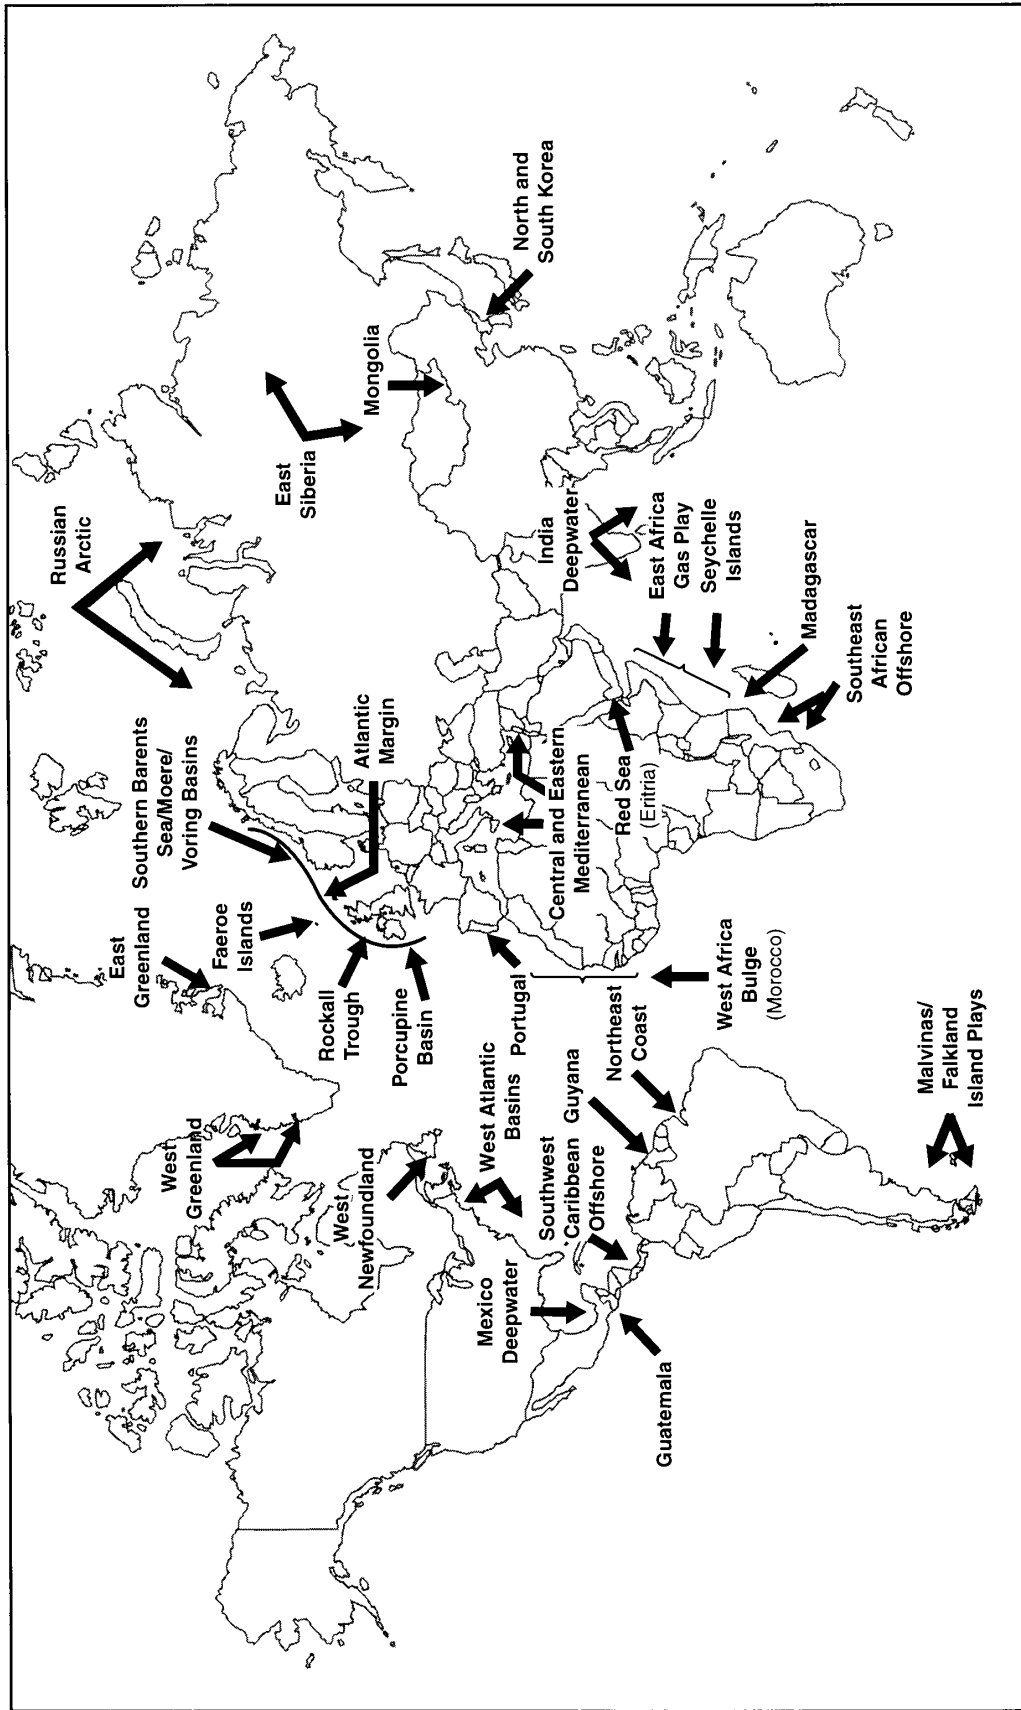 Russian
Arctic
East
Siberia
Mongolia
North and
South Korea
Southern Barents
Sea/Moere/
Voring Basins
Atlantic
Margin
East
Greenland
Faeroe
Islands
Rockall
Trough
Porcupine
Basin
West
Greenland
West
Newfoundland
West Atlantic
Basins
Portugal
Mexico
Deepwater
Southwest
Caribbean
Offshore
Guyana
Northeast
Coast
Guatemala
West Africa
Bulge
(Morocco)
Central and Eastern
Mediterranean
Red Sea
(Eritria)
India
Deepwater
East Africa
Gas Play
Seychelle
Islands
Madagascar
Southeast
African
Offshore
Malvinas/
Falkland
Island Plays